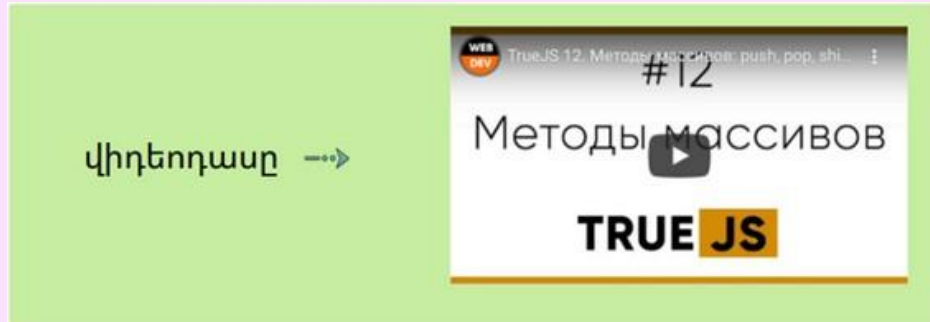 վիդեոդասը
WEB
DEV
TrueJS 12. Методы массивов: push, pop, shi...
#12
Методы массивов
TRUE JS